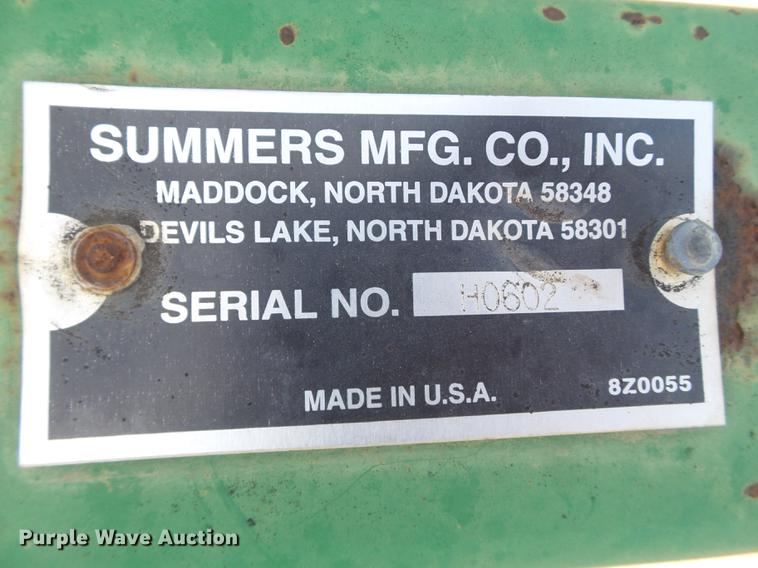 SUMMERS MFG. CO., INC.
MADDOCK, NORTH DAKOTA 58348
DEVILS LAKE, NORTH DAKOTA 58301
SERIAL NO. H0602
MADE IN U.S.A.
8Z0055
Purple Wave Auction